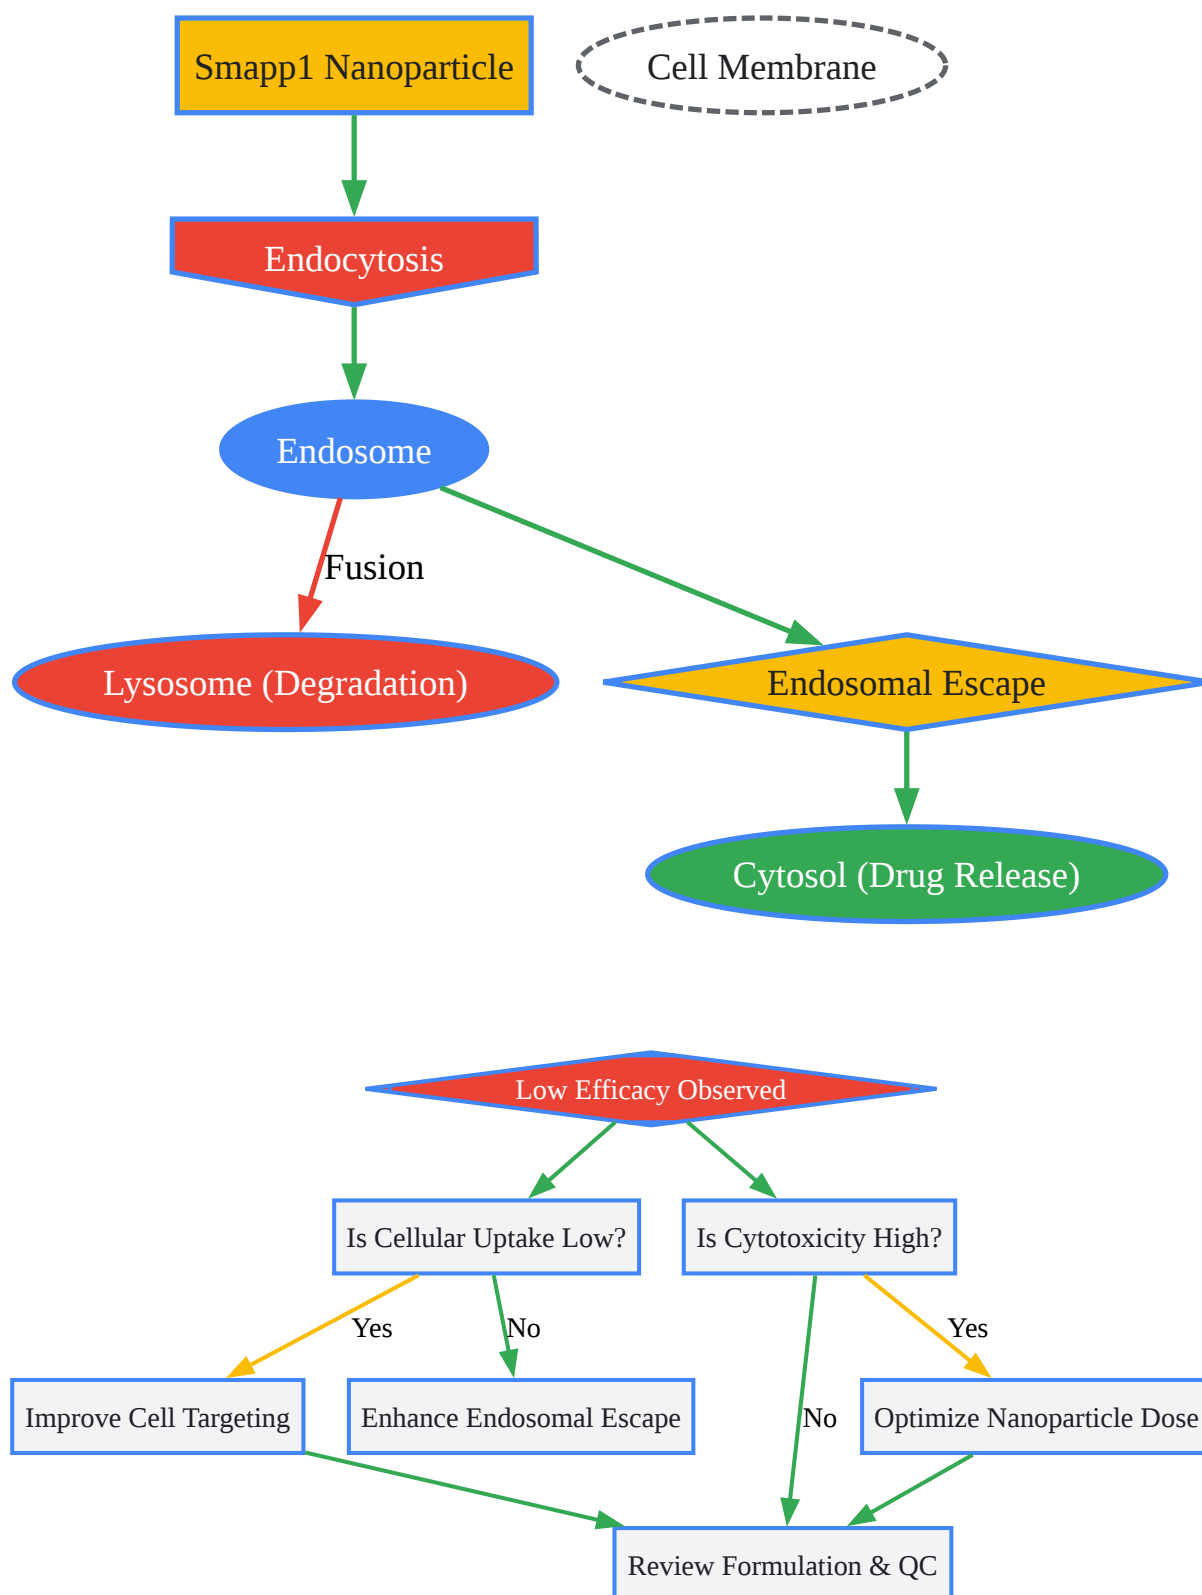 Smapp1 Nanoparticle
Cell Membrane
Endocytosis
Endosome
Fusion
Lysosome (Degradation)
Endosomal Escape
Cytosol (Drug Release)
Low Efficacy Observed
Is Cellular Uptake Low?
Is Cytotoxicity High?
Yes
No
Yes
Improve Cell Targeting
Enhance Endosomal Escape
No
Optimize Nanoparticle Dose
Review Formulation & QC